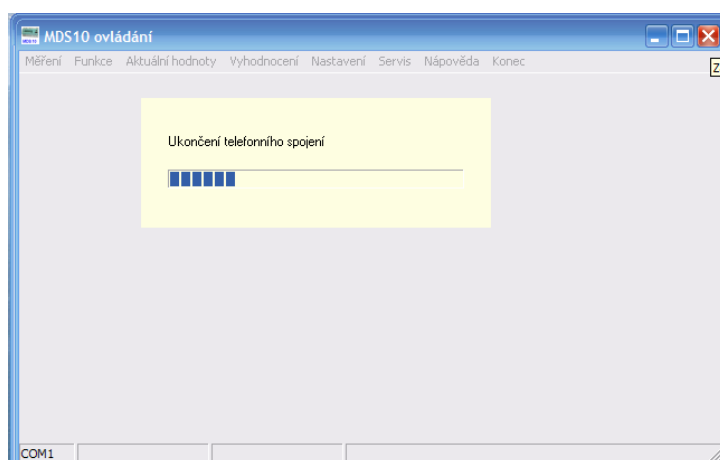 MDS10 ovládání
Měření Funkce Aktuální hodnoty Vyhodnocení Nastavení Servis Nápověda Konec
Z
Ukončení telefonního spojení
COM1